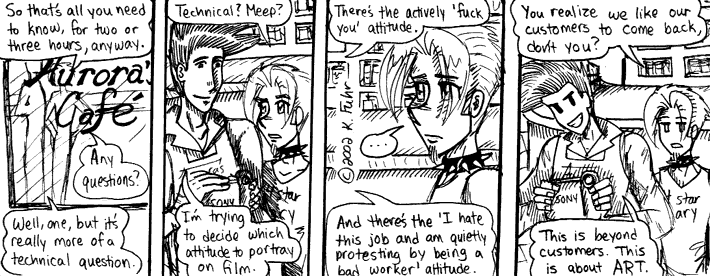 So that's all you need
to know, for two or
three hours, anyway.
Aurora's
Café
Any
questions?
Well, one, but it's
really more of a
technical question.
Technical? Meep?
SONY
I'm trying
to decide which
attitude to portray
on film.
star
There's the actively 'fuck
you' attitude.
...
© 2002 K. Fuhr
And there's the 'I hate
this job and am quietly
protesting by being a
bad worker' attitude.
You realize we like our
customers to come back,
don't you?
SONY
star
ary
This is beyond
customers. This
is about ART.